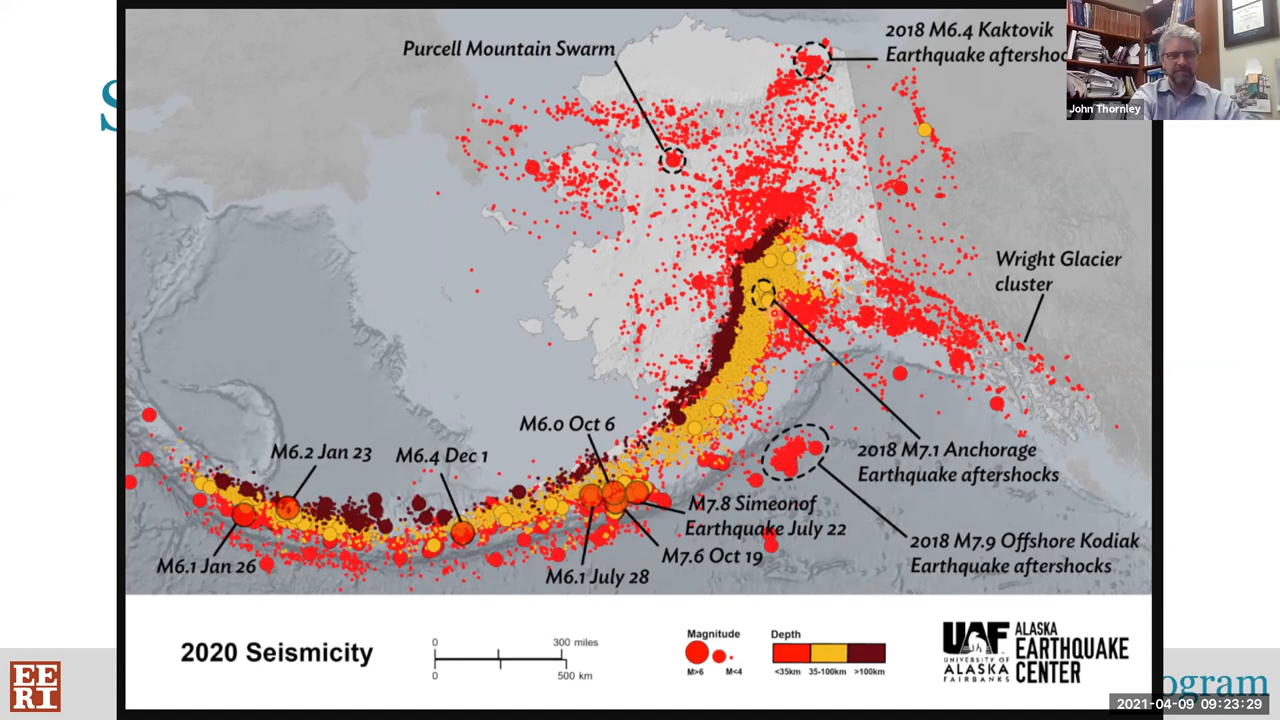 Purcell Mountain Swarm
2018 M6.4 Kaktovik
Earthquake aftershoc
John Thornley
S
Wright Glacier
cluster
M6.0 Oct 6
M6.2 Jan 23
M6.4 Dec 1
2018 M7.1 Anchorage
Earthquake aftershocks
M7.8 Simeonof
Earthquake July 22
2018 M7.9 Offshore Kodiak
Earthquake aftershocks
M7.6 Oct 19
M6.1 Jan 26
M6.1 July 28
2020 Seismicity
0
300 miles
0
500 km
Magnitude
M>6
M<4
Depth
<35km
35-100km
>100km
UAF
UNIVERSITY OF
ALASKA
FAIRBANKS
ALASKA
EARTHQUAKE
CENTER
EE
RI
ogram
2021-04-09 09:23:29